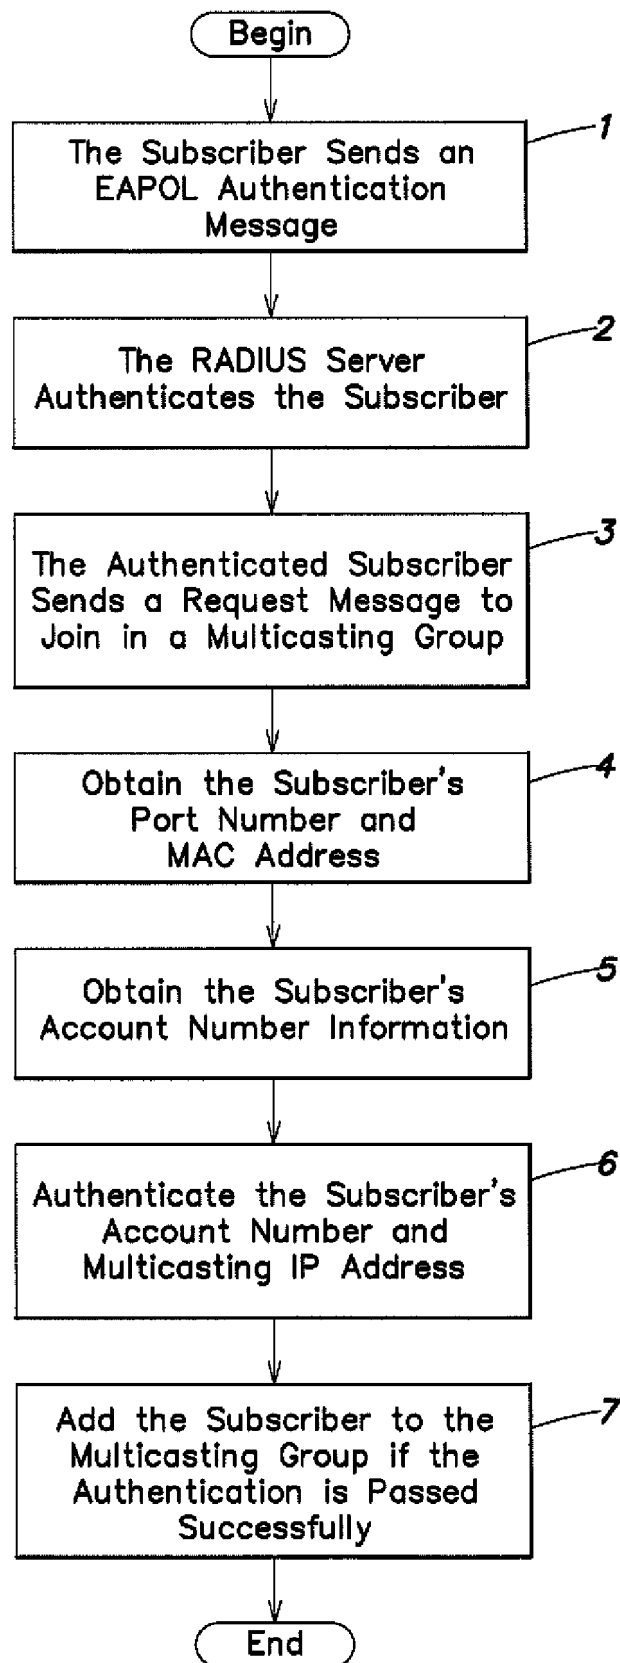 Begin
1
The Subscriber Sends an
EAPOL Authentication
Message
2
The RADIUS Server
Authenticates the Subscriber
3
The Authenticated Subscriber
Sends a Request Message to
Join in a Multicasting Group
4
Obtain the Subscriber's
Port Number and
MAC Address
5
Obtain the Subscriber's
Account Number Information
6
Authenticate the Subscriber's
Account Number and
Multicasting IP Address
7
Add the Subscriber to the
Multicasting Group if the
Authentication is Passed
Successfully
End